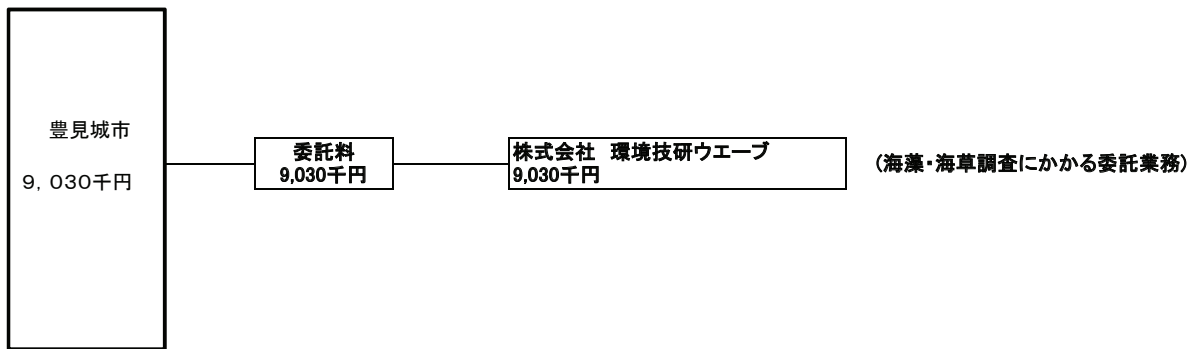 豊見城市
9,030千円
委託料
9,030千円
株式会社　環境技研ウエーブ
9,030千円
(海藻・海草調査にかかる委託業務)